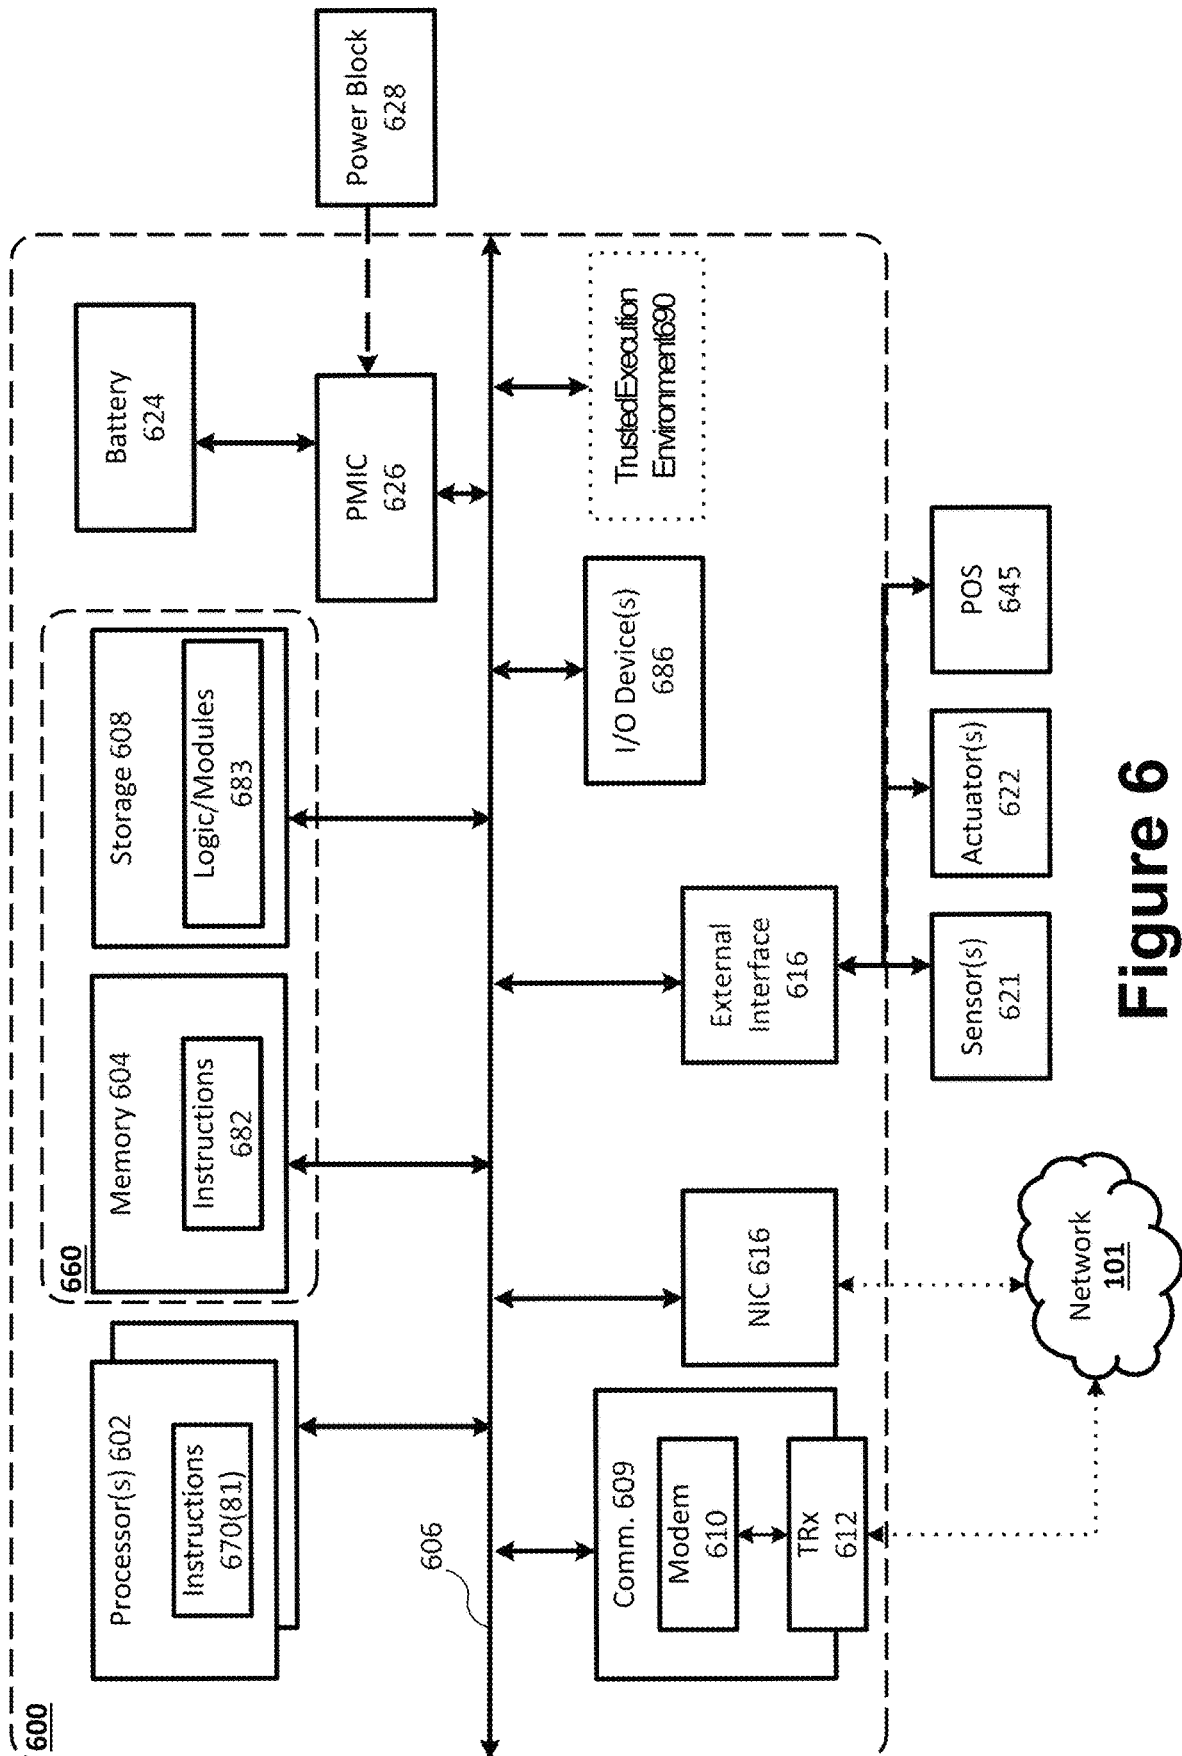 600
Processor(s) 602
Instructions
670(81)
660
Memory 604
Instructions
682
Storage 608
Logic/Modules
683
Battery
624
PMIC
626
Power Block
628
606
Comm. 609
Modem
610
TRx
612
NIC 616
External
Interface
616
I/O Device(s)
686
TrustedExecution
Environment690
Network
101
Sensor(s)
621
Actuator(s)
622
POS
645
Figure 6